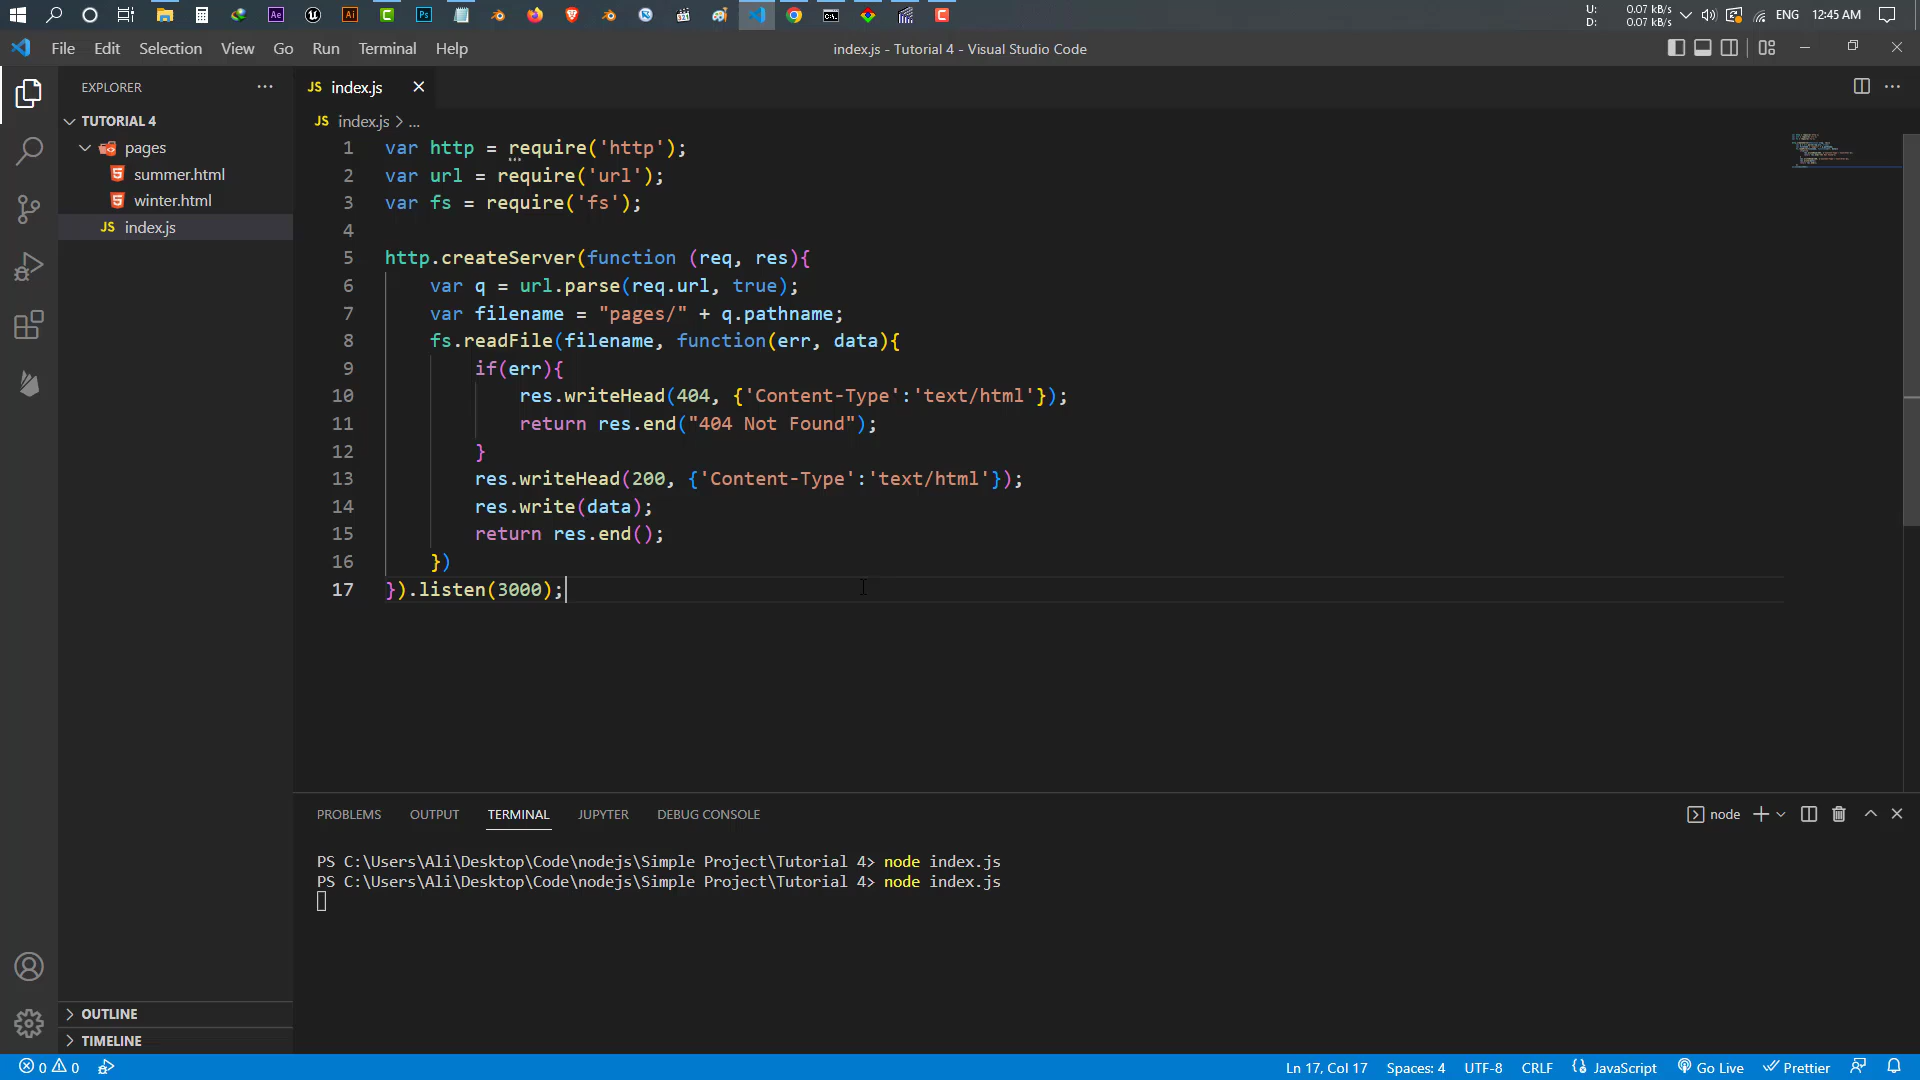 Ae
Ai
C
Ps
C:\_
C
U: 0.07 kB/s
D: 0.07 kB/s
ENG
12:45 AM
File Edit Selection View Go Run Terminal Help
index.js - Tutorial 4 - Visual Studio Code
EXPLORER
TUTORIAL 4
pages
5 summer.html
5 winter.html
JS index.js
JS index.js
JS index.js > ...
1 var http = require('http');
2 var url = require('url');
3 var fs = require('fs');
4
5 http.createServer(function (req, res){
6 var q = url.parse(req.url, true);
7 var filename = "pages/" + q.pathname;
8 fs.readFile(filename, function(err, data){
9 if(err){
10 res.writeHead(404, {'Content-Type':'text/html'});
11 return res.end("404 Not Found");
12 }
13 res.writeHead(200, {'Content-Type':'text/html'});
14 res.write(data);
15 return res.end();
16 })
17 }).listen(3000);
PROBLEMS OUTPUT TERMINAL JUPYTER DEBUG CONSOLE
node
PS C:\Users\Ali\Desktop\Code\nodejs\Simple Project\Tutorial 4> node index.js
PS C:\Users\Ali\Desktop\Code\nodejs\Simple Project\Tutorial 4> node index.js
OUTLINE
TIMELINE
0 0
Ln 17, Col 17 Spaces: 4 UTF-8 CRLF JavaScript Go Live Prettier